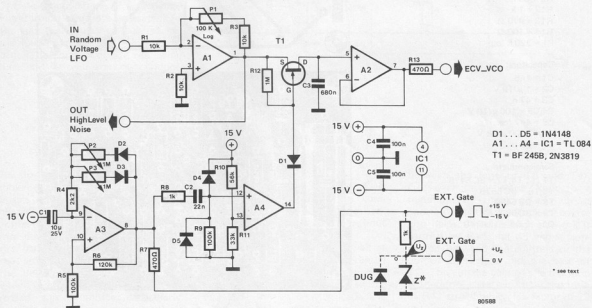 IN
Random
Voltage
LFO
R1
10k
P1
100 K
Log
R3
10k
2
3
1
A1
R2
10k
T1
S
D
G
R12
1M
C3
680n
5
6
7
A2
R13
470Ω
ECV_VCO
OUT
HighLevel
Noise
D1
15 V
C4
100n
0
C5
100n
15 V
4
IC1
11
D1 . . . D5 = 1N4148
A1 . . . A4 = IC1 = TL 084
T1 = BF 245B, 2N3819
P2
1M
D2
P3
1M
D3
R4
2k2
15 V
C1
10µ
25V
9
10
8
A3
R5
100k
R6
120k
R7
470Ω
R8
1k
C2
22n
D4
D5
R9
100k
15 V
R10
56k
R11
33k
12
13
14
A4
EXT. Gate
+15 V
−15 V
1k
Uz
EXT. Gate
+Uz
0 V
DUG
Z*
* see text
80588